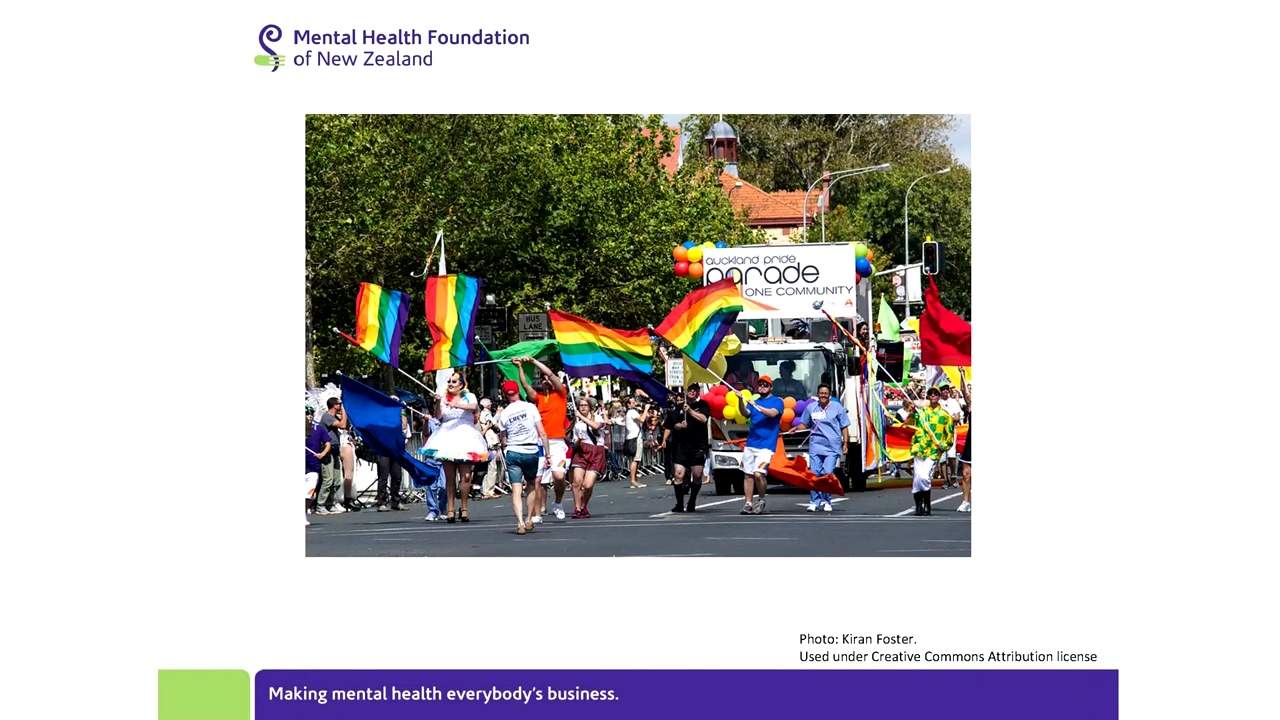 Mental Health Foundation
of New Zealand
auckland pride
parade
ONE COMMUNITY
BUS
LANE
CREW
Photo: Kiran Foster.
Used under Creative Commons Attribution license
Making mental health everybody's business.